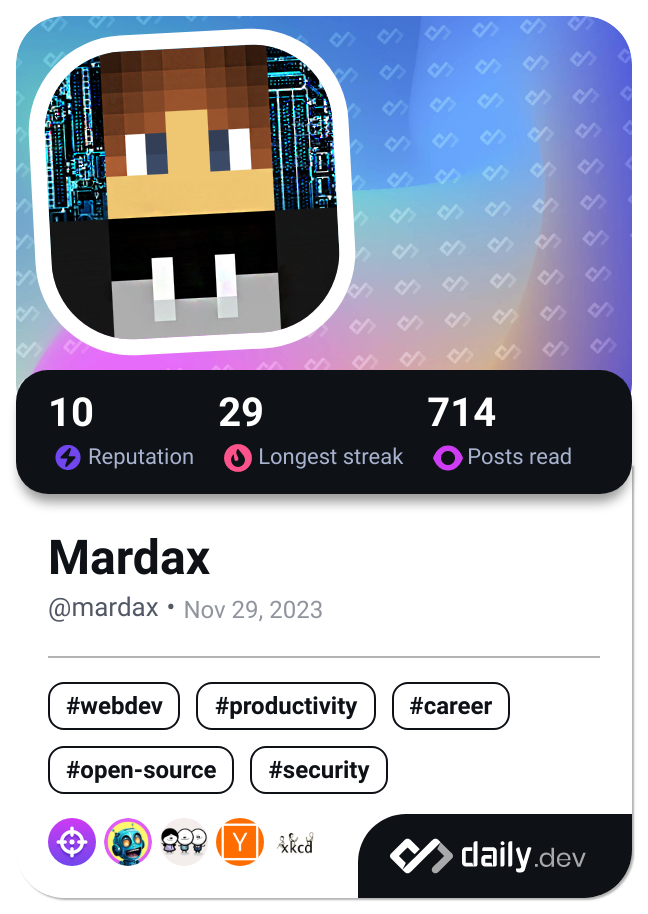 10 29 714
Reputation Longest streak Posts read
Mardax
@mardax • Nov 29, 2023
#webdev #productivity #career
#open-source #security
Y xkcd
daily.dev